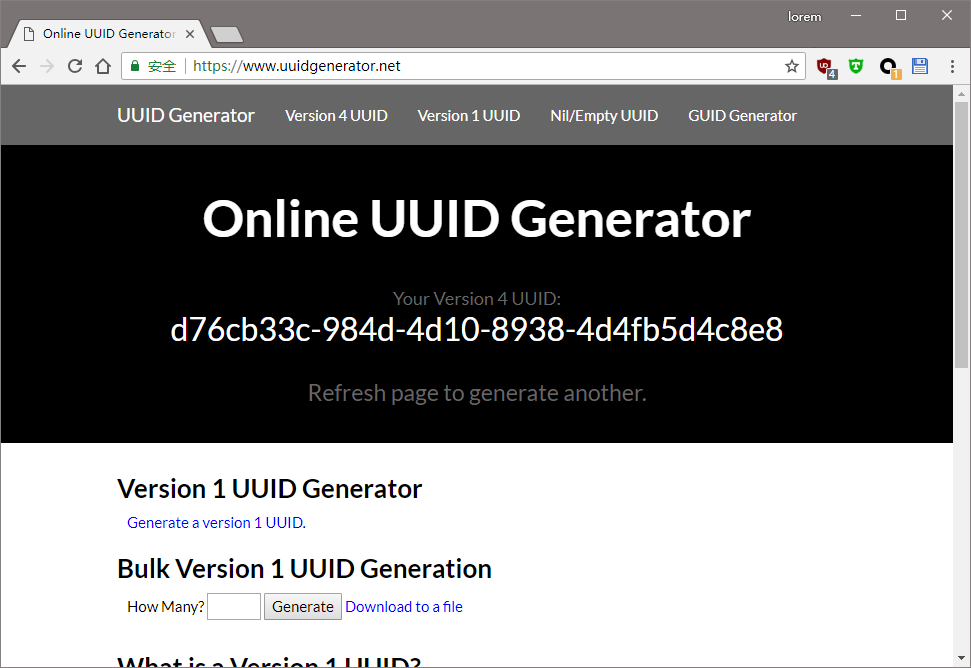 lorem
Online UUID Generator
安全 https://www.uuidgenerator.net
4
1
UUID Generator Version 4 UUID Version 1 UUID Nil/Empty UUID GUID Generator
Online UUID Generator
Your Version 4 UUID:
d76cb33c-984d-4d10-8938-4d4fb5d4c8e8
Refresh page to generate another.
Version 1 UUID Generator
Generate a version 1 UUID.
Bulk Version 1 UUID Generation
How Many? Generate Download to a file
What is a Version 1 UUID?